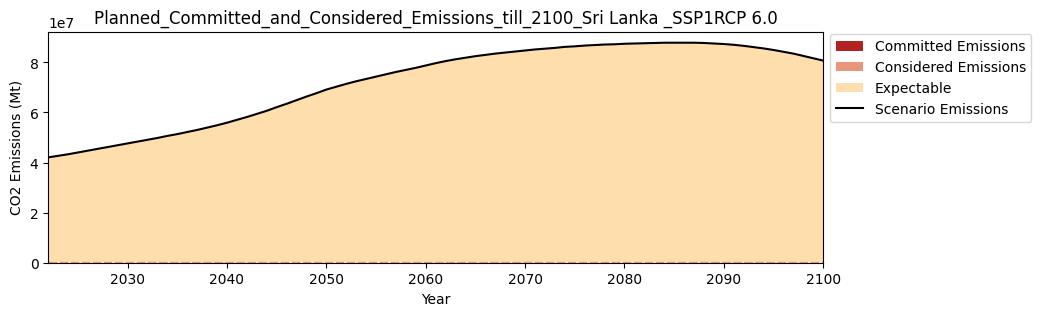 Planned_Committed_and_Considered_Emissions_till_2100_Sri Lanka _SSP1RCP 6.0
1e7
CO2 Emissions (Mt)
8
6
4
2
0
2030 2040 2050 2060 2070 2080 2090 2100
Year
Committed Emissions
Considered Emissions
Expectable
Scenario Emissions